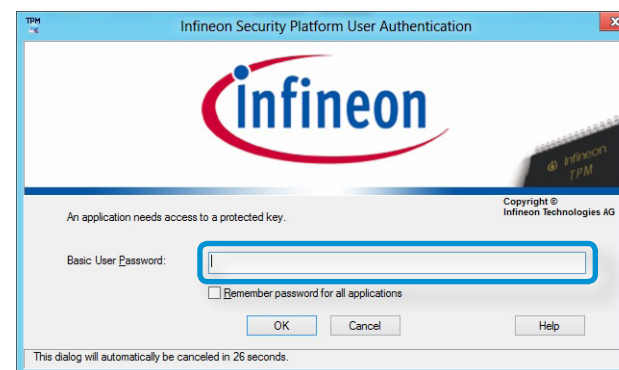 TPM
Infineon Security Platform User Authentication
X
infineon
infineon
TPM
Copyright ©
Infineon Technologies AG
An application needs access to a protected key.
Basic User Password:
Remember password for all applications
OK
Cancel
Help
This dialog will automatically be canceled in 26 seconds.